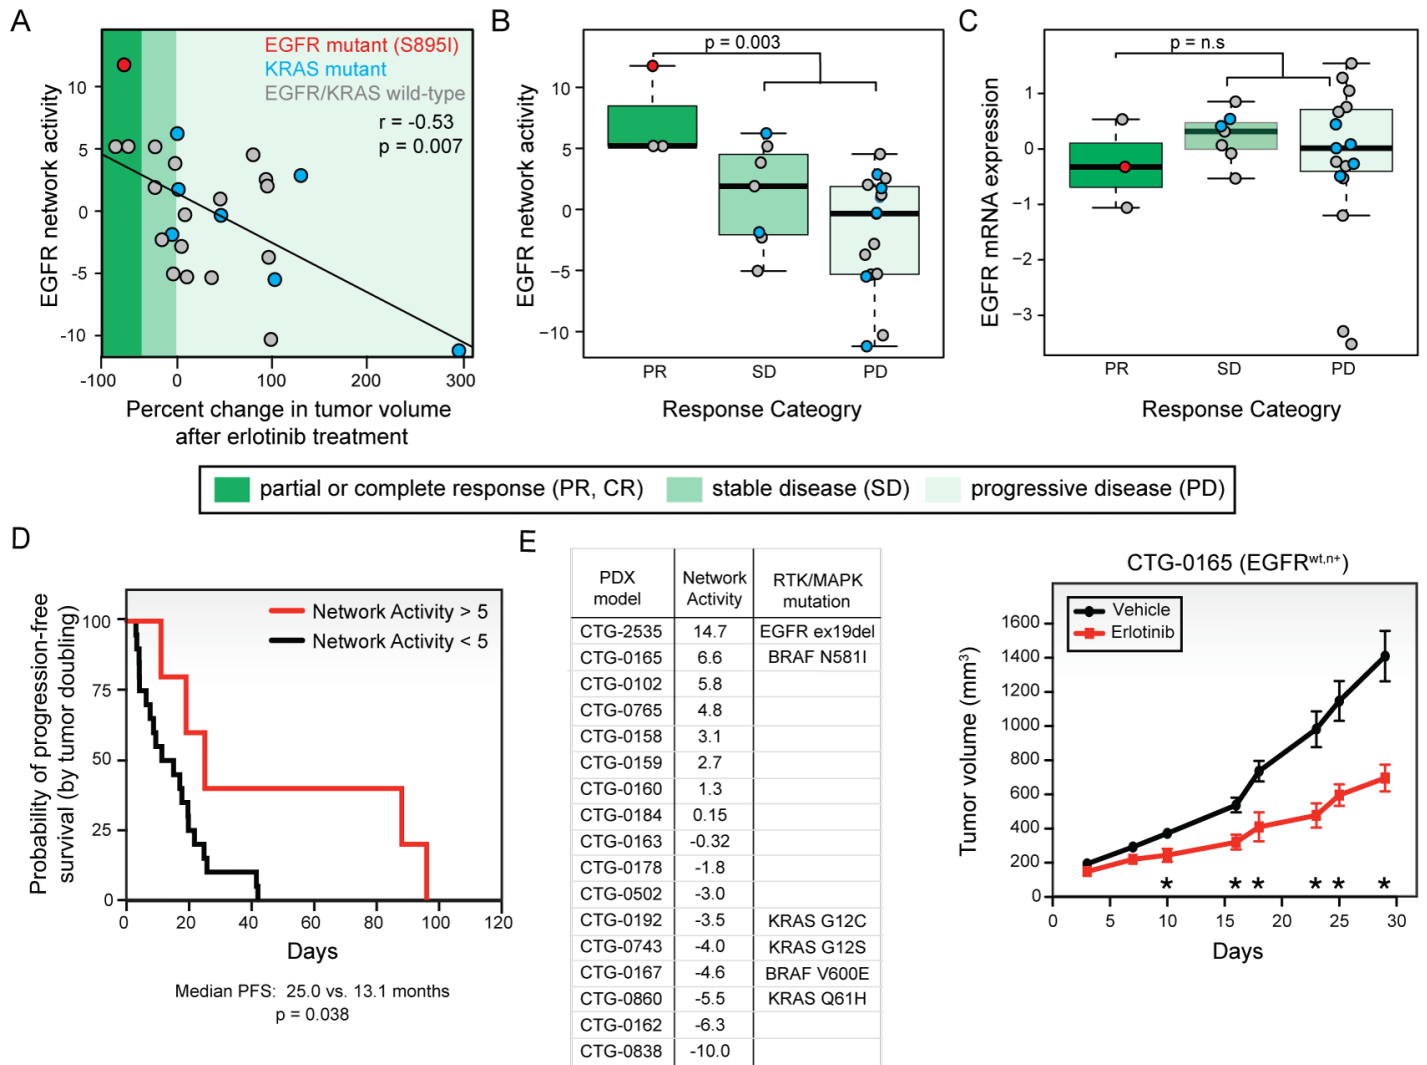 A
EGFR mutant (S895I)
KRAS mutant
EGFR/KRAS wild-type
r = -0.53
p = 0.007
EGFR network activity
10
5
0
-5
-10
-100
0
100
200
300
Percent change in tumor volume
after erlotinib treatment
B
p = 0.003
EGFR network activity
10
5
0
−5
−10
PR
SD
PD
Response Cateogry
C
p = n.s
EGFR mRNA expression
1
0
−1
−2
−3
PR
SD
PD
Response Cateogry
partial or complete response (PR, CR)
stable disease (SD)
progressive disease (PD)
D
Probability of progression-free
survival (by tumor doubling)
100
75
50
25
0
Network Activity > 5
Network Activity < 5
0
20
40
60
80
100
120
Days
Median PFS: 25.0 vs. 13.1 months
p = 0.038
E
PDX model Network Activity RTK/MAPK mutation
CTG-2535 14.7 EGFR ex19del
CTG-0165 6.6 BRAF N581I
CTG-0102 5.8
CTG-0765 4.8
CTG-0158 3.1
CTG-0159 2.7
CTG-0160 1.3
CTG-0184 0.15
CTG-0163 -0.32
CTG-0178 -1.8
CTG-0502 -3.0
CTG-0192 -3.5 KRAS G12C
CTG-0743 -4.0 KRAS G12S
CTG-0167 -4.6 BRAF V600E
CTG-0860 -5.5 KRAS Q61H
CTG-0162 -6.3
CTG-0838 -10.0
CTG-0165 (EGFRwt,n+)
Vehicle
Erlotinib
Tumor volume (mm3)
1600
1400
1200
1000
800
600
400
200
0
* * * * * *
0
5
10
15
20
25
30
Days